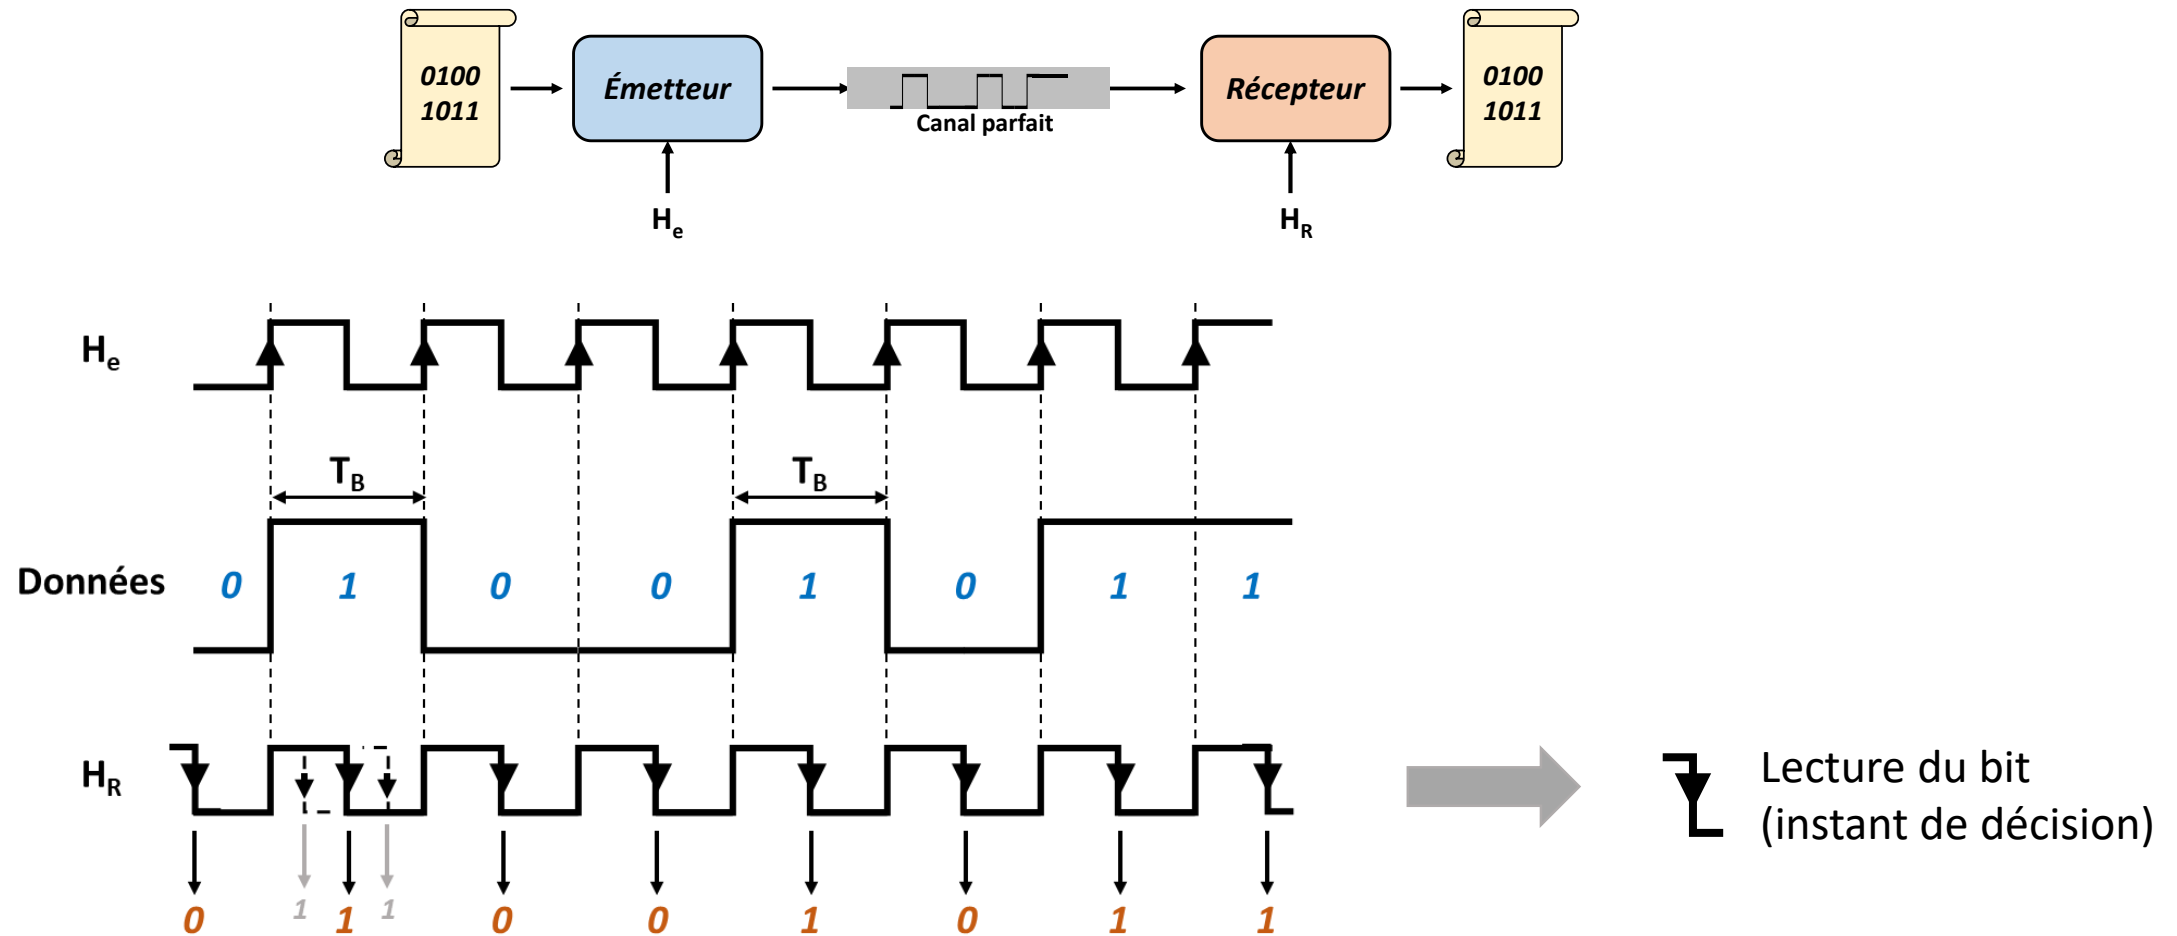 0100
1011
Émetteur
Canal parfait
Récepteur
0100
1011
He
HR
He
TB TB
Données 0 1 0 0 1 0 1 1
HR
Lecture du bit
(instant de décision)
0 1 1 1 0 0 1 0 1 1